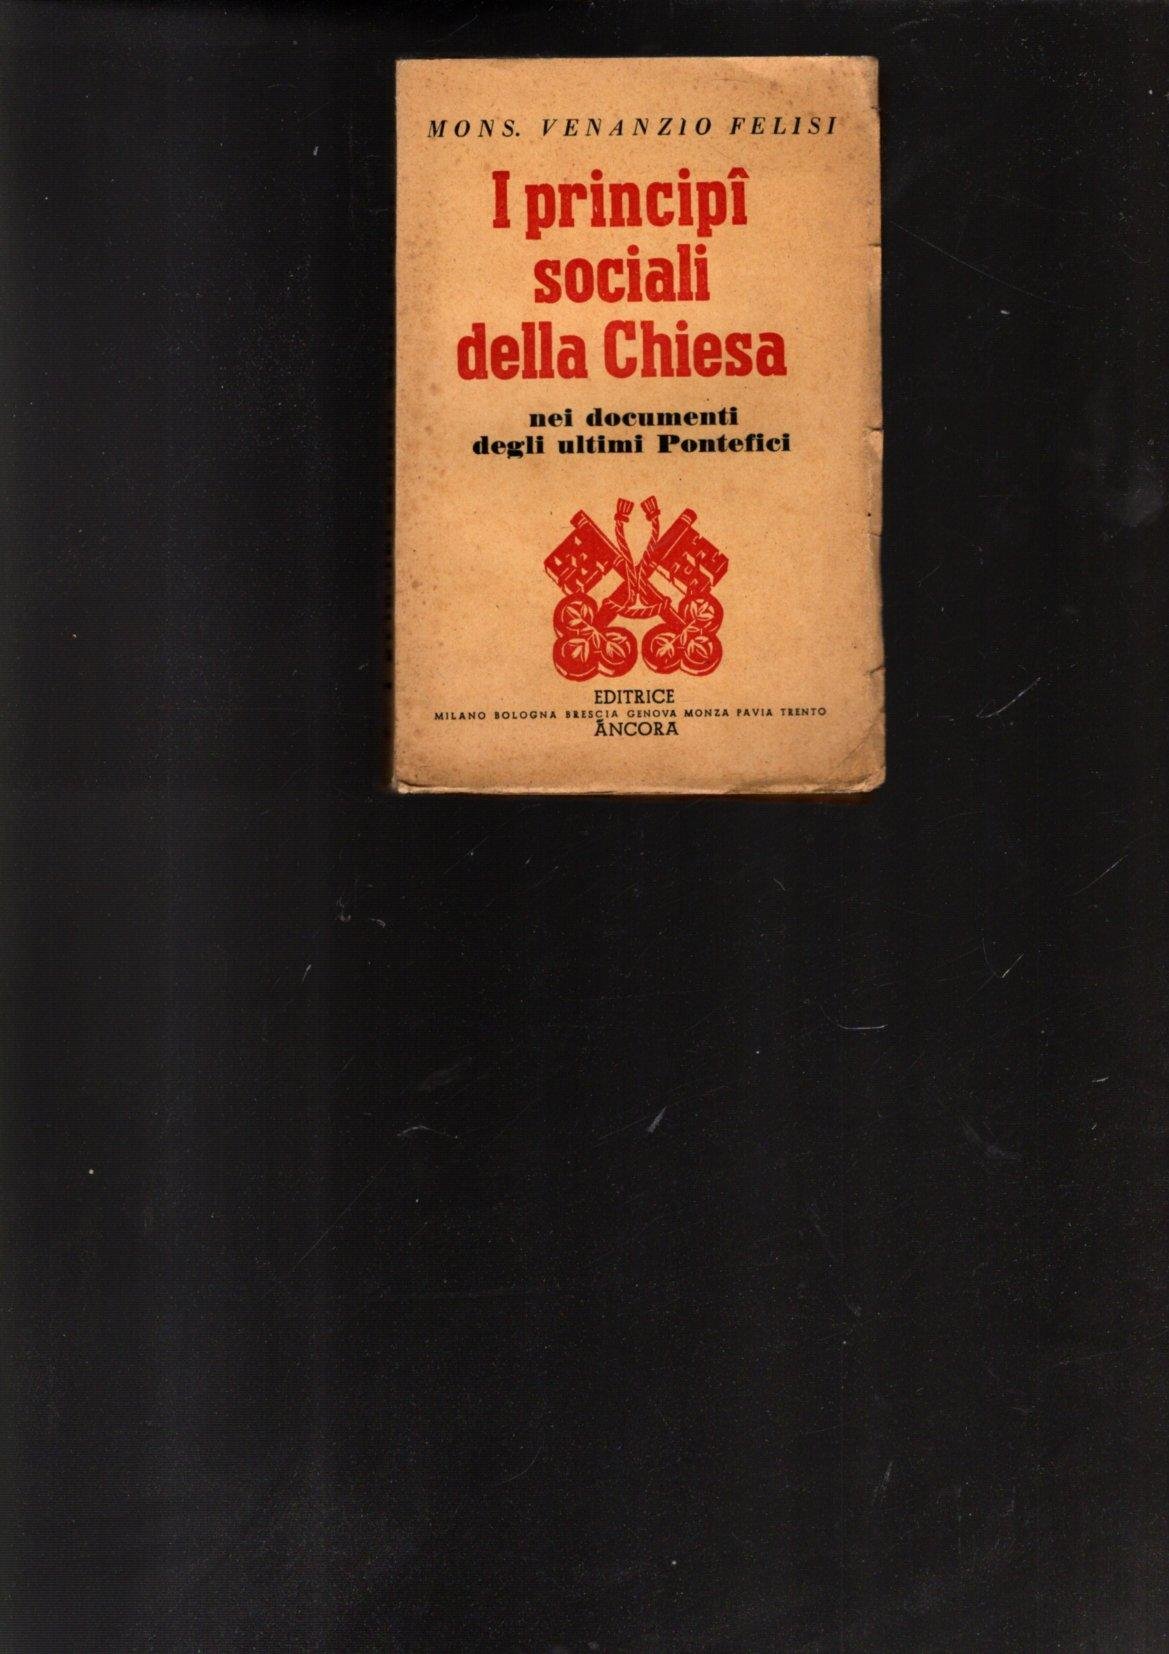 MONS. VENANZIO FELISI
I principî
sociali
della Chiesa
nei documenti
degli ultimi Pontefici
EDITRICE
MILANO BOLOGNA BRESCIA GENOVA MONZA PAVIA TRENTO
ÀNCORA